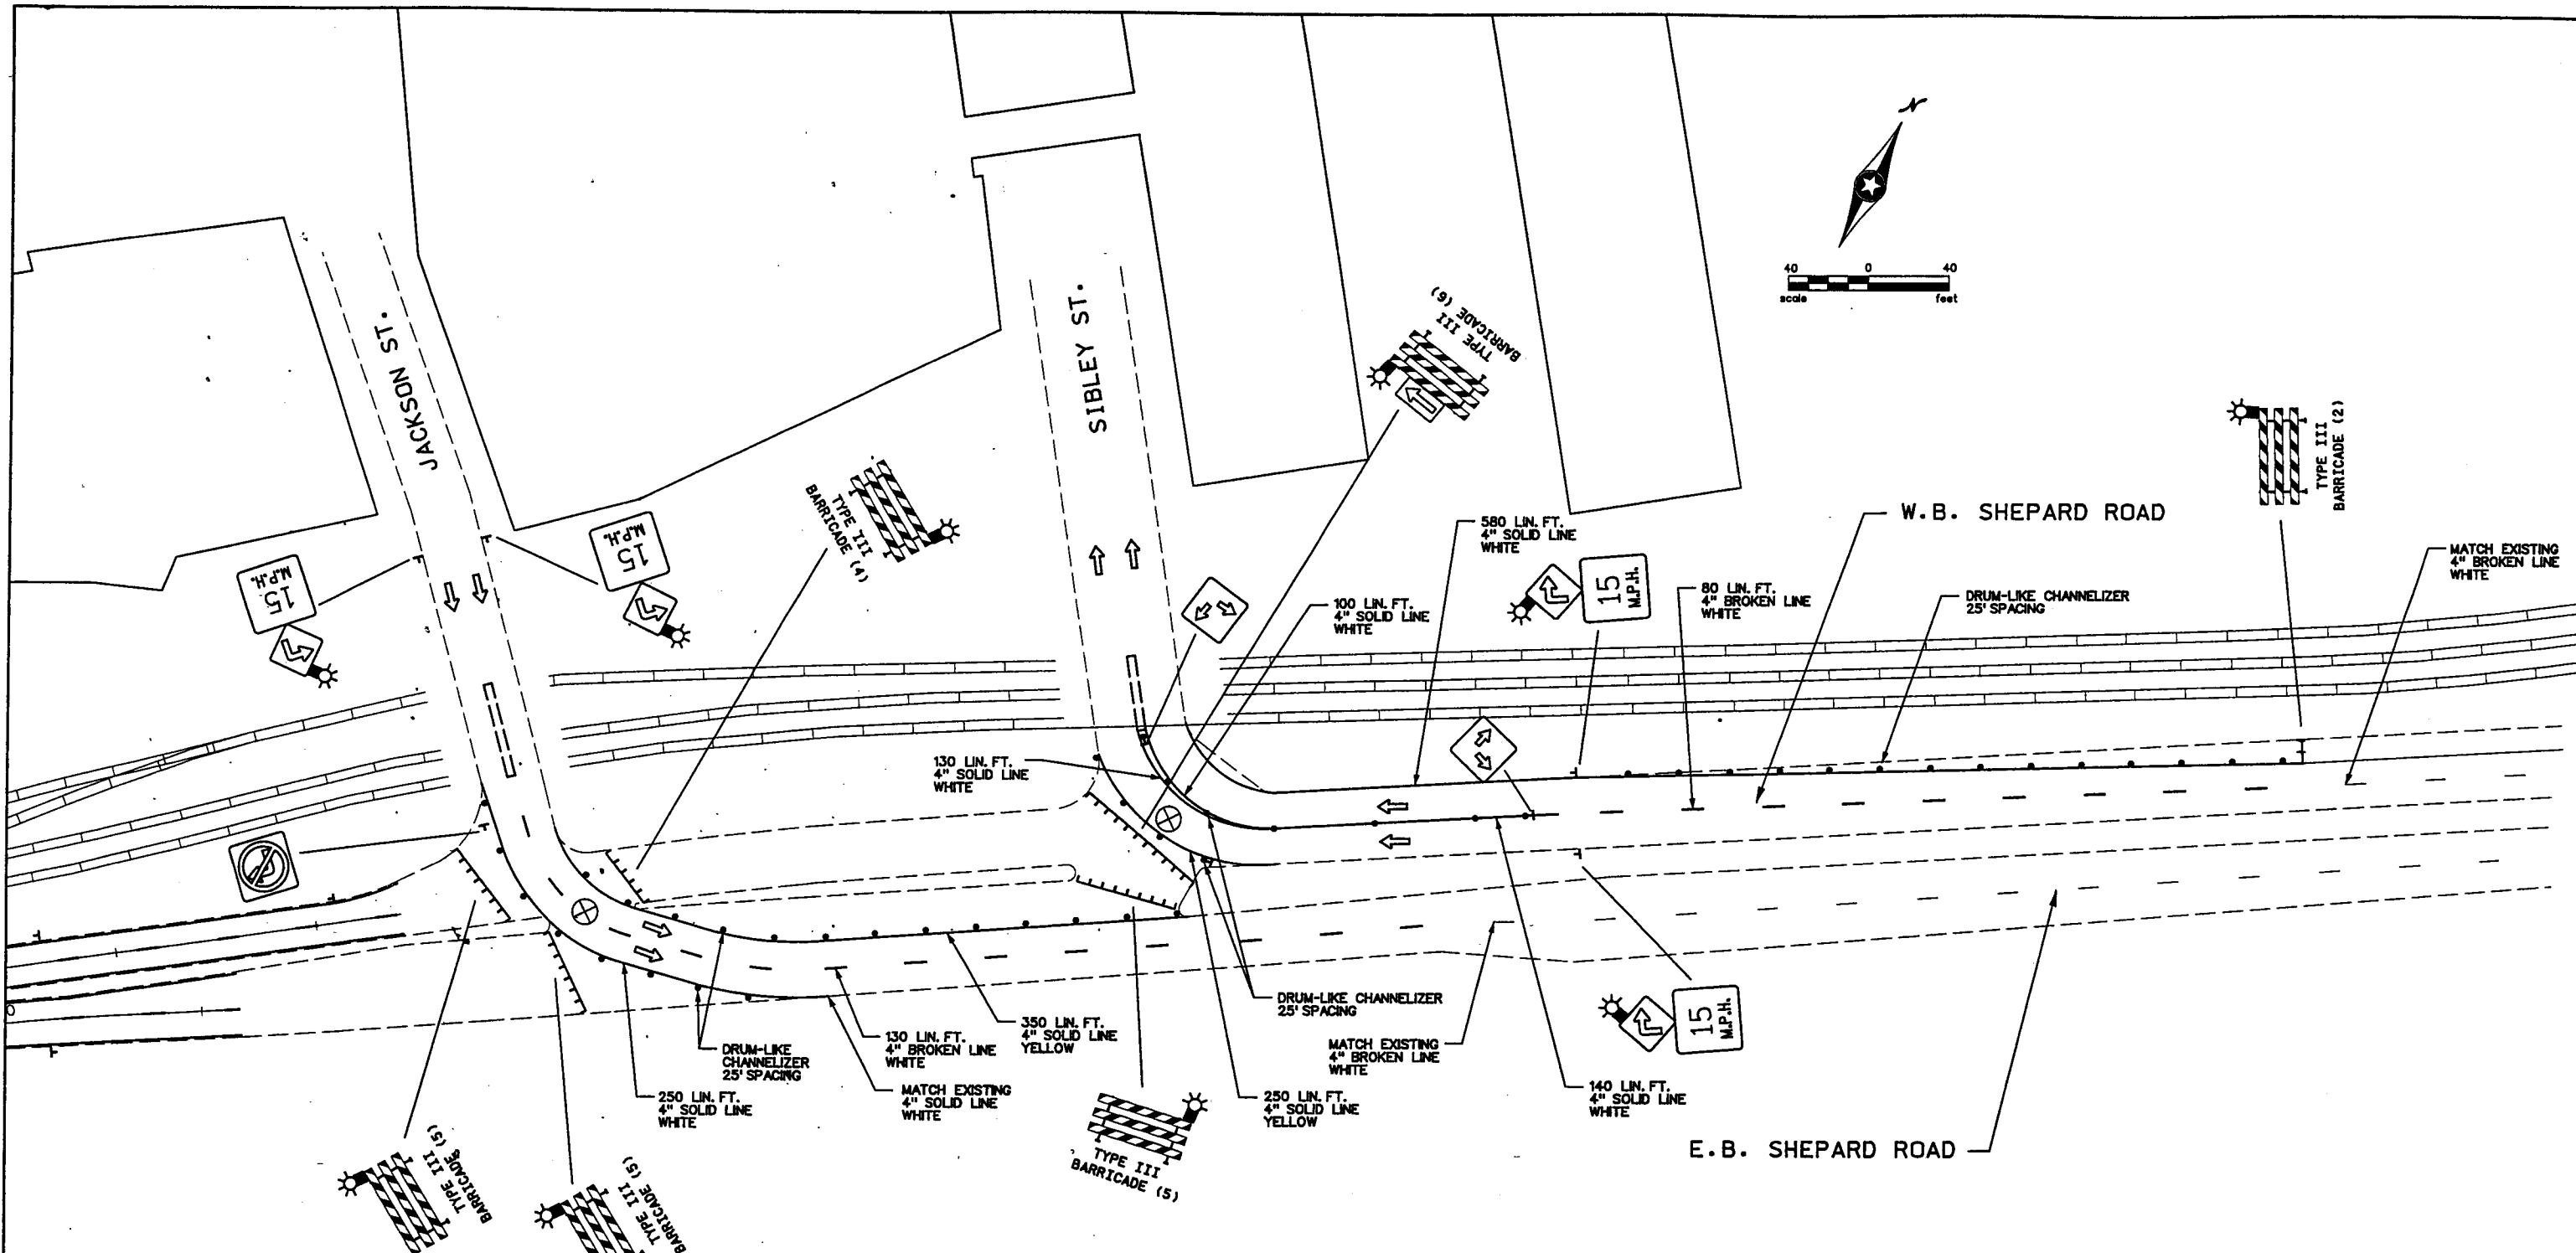 N
40 0 40
scale feet
JACKSON ST.
SIBLEY ST.
TYPE III
BARRICADE (6)
TYPE III
BARRICADE (2)
TYPE III
BARRICADE (4)
15
M.P.H.
15
M.P.H.
580 LIN. FT.
4" SOLID LINE
WHITE
W.B. SHEPARD ROAD
MATCH EXISTING
4" BROKEN LINE
WHITE
100 LIN. FT.
4" SOLID LINE
WHITE
15
M.P.H.
80 LIN. FT.
4" BROKEN LINE
WHITE
DRUM-LIKE CHANNELIZER
25' SPACING
130 LIN. FT.
4" SOLID LINE
WHITE
DRUM-LIKE CHANNELIZER
25' SPACING
15
M.P.H.
DRUM-LIKE
CHANNELIZER
25' SPACING
130 LIN. FT.
4" BROKEN LINE
WHITE
350 LIN. FT.
4" SOLID LINE
YELLOW
MATCH EXISTING
4" BROKEN LINE
WHITE
250 LIN. FT.
4" SOLID LINE
WHITE
MATCH EXISTING
4" SOLID LINE
WHITE
250 LIN. FT.
4" SOLID LINE
YELLOW
140 LIN. FT.
4" SOLID LINE
WHITE
E.B. SHEPARD ROAD
TYPE III
BARRICADE (5)
TYPE III
BARRICADE (5)
TYPE III
BARRICADE (5)